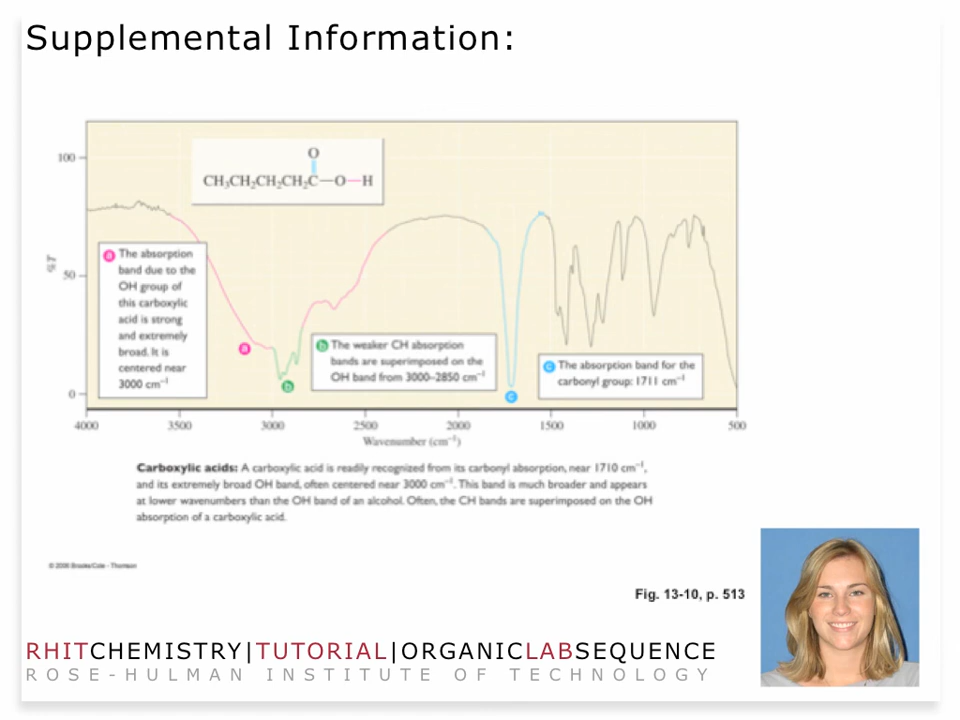 Supplemental Information:
100
50
0
%T
O
CH₃CH₂CH₂CH₂C—O—H
a The absorption
band due to the
OH group of
this carboxylic
acid is strong
and extremely
broad. It is
centered near
3000 cm⁻¹
a
b The weaker CH absorption
bands are superimposed on the
OH band from 3000–2850 cm⁻¹
b
c The absorption band for the
carbonyl group: 1711 cm⁻¹
c
4000 3500 3000 2500 2000 1500 1000 500
Wavenumber (cm⁻¹)
Carboxylic acids: A carboxylic acid is readily recognized from its carbonyl absorption, near 1710 cm⁻¹,
and its extremely broad OH band, often centered near 3000 cm⁻¹. This band is much broader and appears
at lower wavenumbers than the OH band of an alcohol. Often, the CH bands are superimposed on the OH
absorption of a carboxylic acid.
© 2006 Brooks/Cole - Thomson
Fig. 13-10, p. 513
RHITCHEMISTRY|TUTORIAL|ORGANICLABSEQUENCE
ROSE-HULMAN INSTITUTE OF TECHNOLOGY